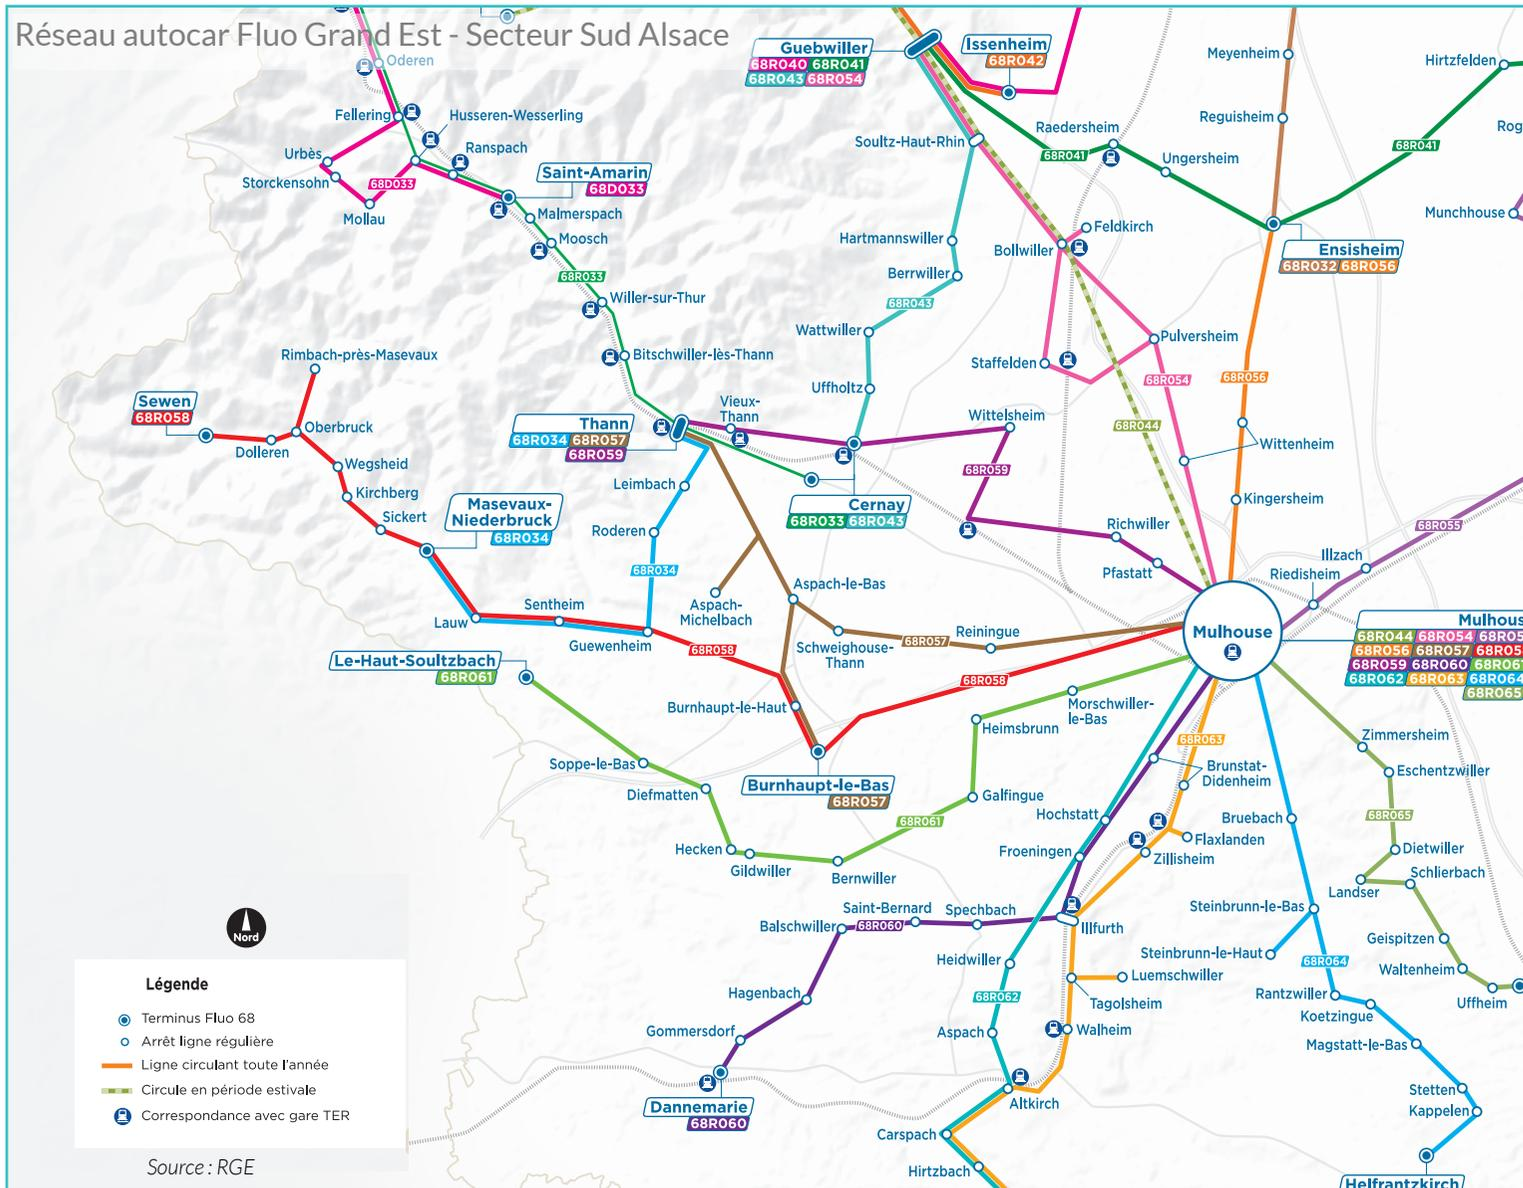 Réseau autocar Fluo Grand Est - Secteur Sud Alsace
Oderen
Fellering
Husseren-Wesserling
Ranspach
Urbès
Storckensohn
68D033
Mollau
Saint-Amarin
68D033
Malmerspach
Moosch
68R033
Willer-sur-Thur
Bitschwiller-lès-Thann
Guebwiller
68R040 68R041
68R043 68R054
Issenheim
68R042
Meyenheim
Hirtzfelden
Reguisheim
Raedersheim
Soultz-Haut-Rhin
68R041
Ungersheim
68R041
Rog
Munchhouse
Feldkirch
Hartmannswiller
Bollwiller
Ensisheim
68R032 68R056
Berrwiller
68R043
Wattwiller
Pulversheim
Staffelden
68R054
68R056
Uffholtz
Rimbach-près-Masevaux
Sewen
68R058
Oberbruck
Dolleren
Wegsheid
Kirchberg
Sickert
Masevaux-
Niederbruck
68R034
Thann
68R034 68R057
68R059
Vieux-
Thann
Wittelsheim
68R044
Wittenheim
68R059
Leimbach
Cernay
68R033 68R043
Kingersheim
Roderen
Richwiller
68R055
Pfastatt
Illzach
Riedisheim
68R034
Aspach-
Michelbach
Aspach-le-Bas
Lauw
Sentheim
Guewenheim
68R058
Schweighouse-
Thann
68R057
Reiningue
Mulhouse
Mulhous
68R044 68R054 68R05
68R056 68R057 68R05
68R059 68R060 68R061
68R062 68R063 68R064
68R065
Le-Haut-Soultzbach
68R061
68R058
Burnhaupt-le-Haut
Morschwiller-
le-Bas
Heimsbrunn
68R063
Zimmersheim
Soppe-le-Bas
Burnhaupt-le-Bas
68R057
Brunstat-
Didenheim
Eschentzwiller
Diefmatten
Galfingue
68R061
Hochstatt
Bruebach
68R065
Flaxlanden
Hecken
Gildwiller
Bernwiller
Froeningen
Zillisheim
Dietwiller
Schlierbach
Landser
Saint-Bernard
Spechbach
Balschwiller
68R060
Illfurth
Steinbrunn-le-Bas
Geispitzen
Steinbrunn-le-Haut
68R064
Heidwiller
Luemschwiller
Waltenheim
Hagenbach
68R062
Tagolsheim
Rantzwiller
Uffheim
Koetzingue
Gommersdorf
Aspach
Walheim
Magstatt-le-Bas
Dannemarie
68R060
Altkirch
Stetten
Kappelen
Carspach
Hirtzbach
Helfrantzkirch
Nord
Légende
Terminus Fluo 68
Arrêt ligne régulière
Ligne circulant toute l'année
Circule en période estivale
Correspondance avec gare TER
Source : RGE